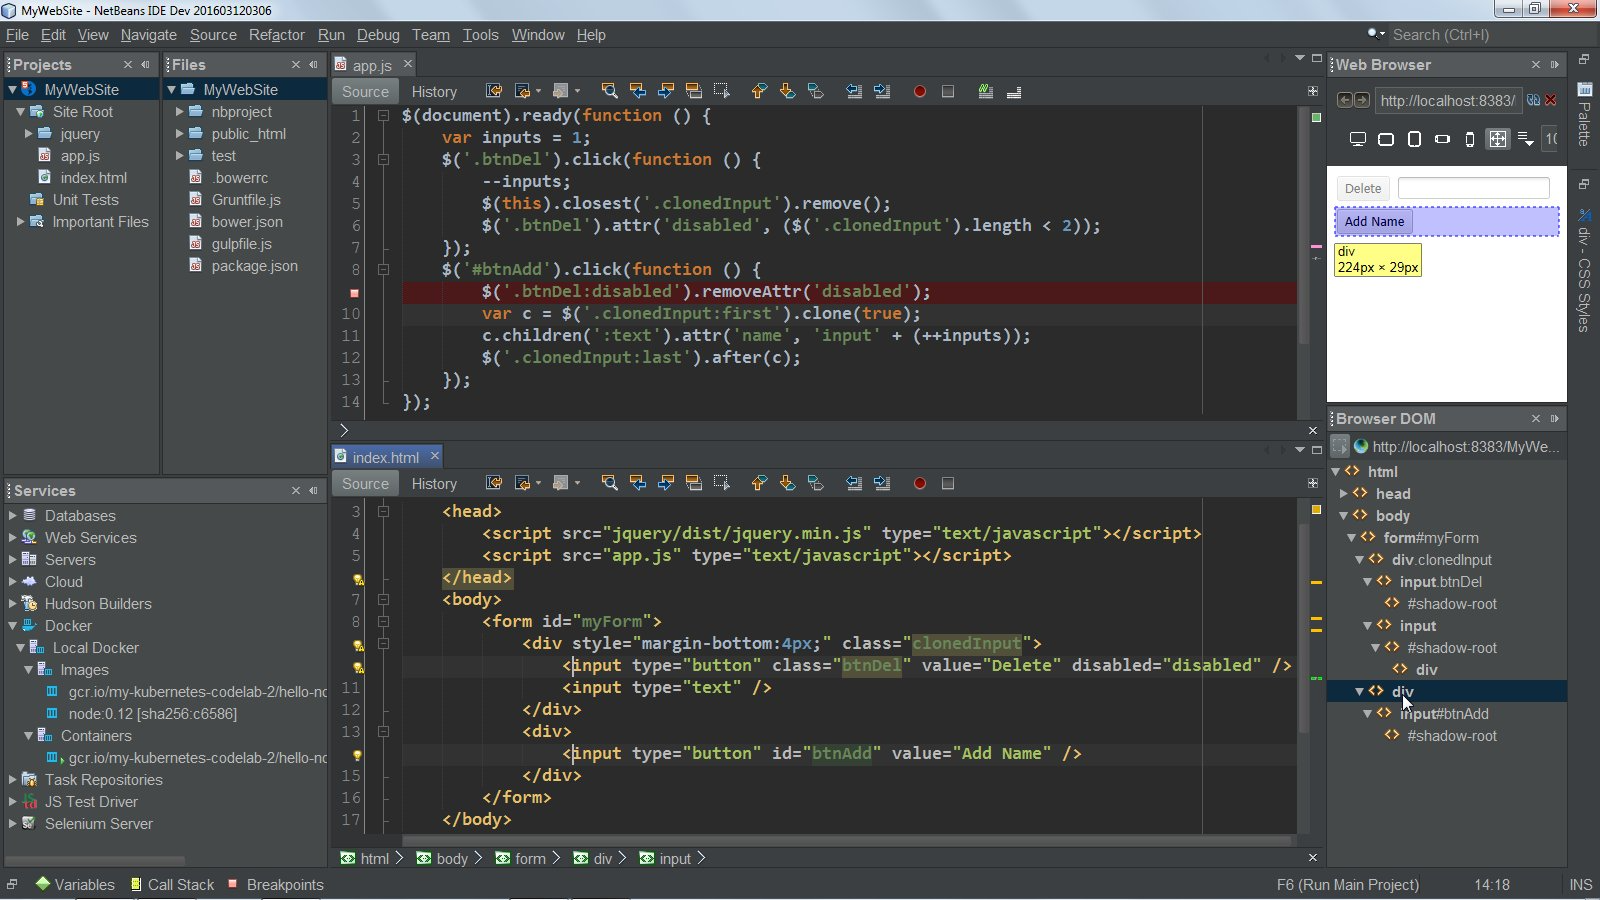 MyWebSite - NetBeans IDE Dev 201603120306
File Edit View Navigate Source Refactor Run Debug Team Tools Window Help
Search (Ctrl+I)
Projects
MyWebSite
Site Root
jquery
app.js
index.html
Unit Tests
Important Files
Files
MyWebSite
nbproject
public_html
test
.bowerrc
Gruntfile.js
bower.json
gulpfile.js
package.json
Services
Databases
Web Services
Servers
Cloud
Hudson Builders
Docker
Local Docker
Images
gcr.io/my-kubernetes-codelab-2/hello-no
node:0.12 [sha256:c6586]
Containers
gcr.io/my-kubernetes-codelab-2/hello-no
Task Repositories
JS Test Driver
Selenium Server
app.js
Source History
1 $(document).ready(function () {
2 var inputs = 1;
3 $('.btnDel').click(function () {
4 --inputs;
5 $(this).closest('.clonedInput').remove();
6 $('.btnDel').attr('disabled', ($('.clonedInput').length < 2));
7 });
8 $('#btnAdd').click(function () {
$('.btnDel:disabled').removeAttr('disabled');
10 var c = $('.clonedInput:first').clone(true);
11 c.children(':text').attr('name', 'input' + (++inputs));
12 $('.clonedInput:last').after(c);
13 });
14 });
index.html
Source History
3 <head>
4 <script src="jquery/dist/jquery.min.js" type="text/javascript"></script>
5 <script src="app.js" type="text/javascript"></script>
</head>
7 <body>
8 <form id="myForm">
<div style="margin-bottom:4px;" class="clonedInput">
<input type="button" class="btnDel" value="Delete" disabled="disabled" />
11 <input type="text" />
12 </div>
13 <div>
<input type="button" id="btnAdd" value="Add Name" />
15 </div>
16 </form>
17 </body>
html body form div input
Web Browser
http://localhost:8383/
10
Delete
Add Name
div
224px × 29px
Browser DOM
http://localhost:8383/MyWe...
html
head
body
form#myForm
div.clonedInput
input.btnDel
#shadow-root
input
#shadow-root
div
div
input#btnAdd
#shadow-root
Palette
div - CSS Styles
Variables Call Stack Breakpoints
F6 (Run Main Project) 14:18 INS